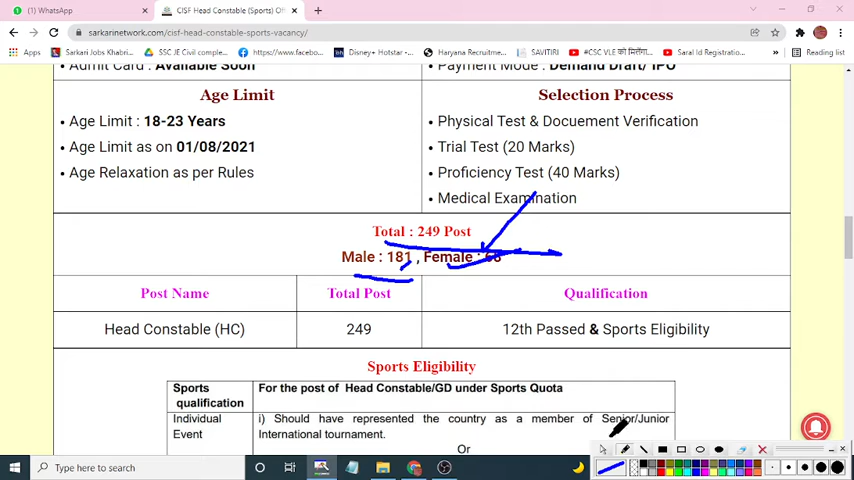 (1) WhatsApp
CISF Head Constable (Sports) Of
sarkarinetwork.com/cisf-head-constable-sports-vacancy/
Apps
Sarkari Jobs Khabri...
SSC JE Civil comple...
https://www.facebo...
Disney+ Hotstar -...
Haryana Recruitme...
SAVITIRI
#CSC VLE को मिलेगा...
Saral Id Registratio...
Reading list
Admit Card : Available Soon
Payment Mode : Demand Draft/ IPO
Age Limit
Selection Process
• Age Limit : 18-23 Years
• Age Limit as on 01/08/2021
• Age Relaxation as per Rules
• Physical Test & Docuement Verification
• Trial Test (20 Marks)
• Proficiency Test (40 Marks)
• Medical Examination
Total : 249 Post
Male : 181 , Female : 68
Post Name
Total Post
Qualification
Head Constable (HC)
249
12th Passed & Sports Eligibility
Sports Eligibility
Sports
qualification
For the post of Head Constable/GD under Sports Quota
Individual
Event
i) Should have represented the country as a member of Senior/Junior
International tournament.
Or
Type here to search